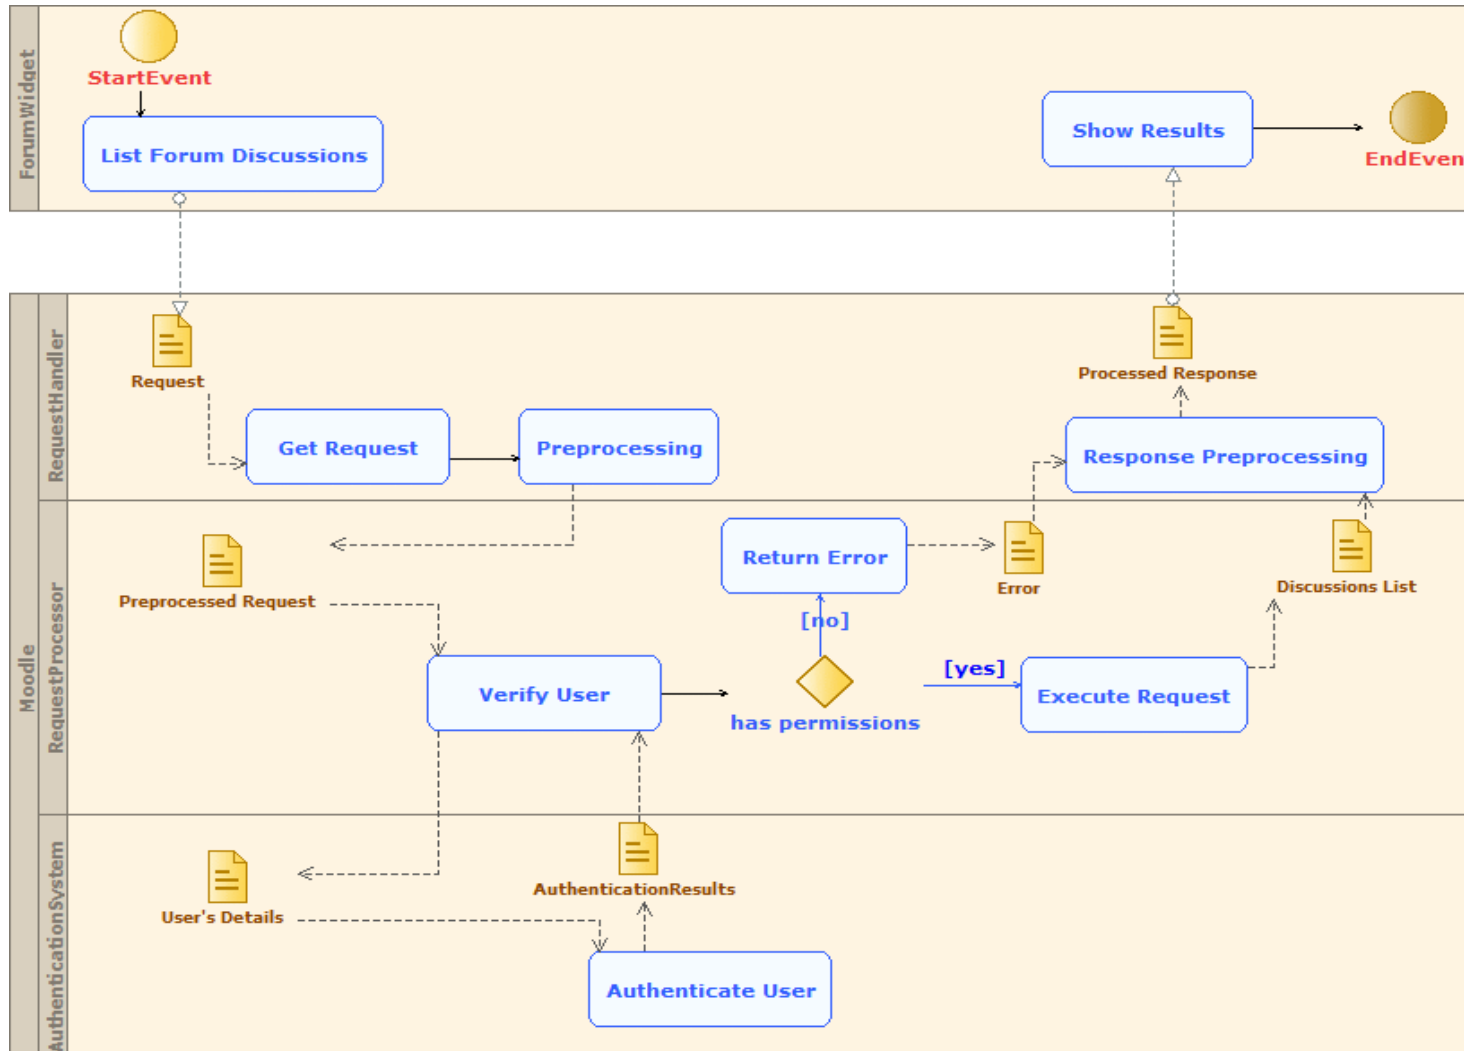 ForumWidget
StartEvent
List Forum Discussions
Show Results
EndEven
Moodle
RequestHandler
Request
Get Request
Preprocessing
Processed Response
Response Preprocessing
RequestProcessor
Preprocessed Request
Return Error
Error
Discussions List
[no]
Verify User
has permissions
[yes]
Execute Request
AuthenticationSystem
User's Details
AuthenticationResults
Authenticate User